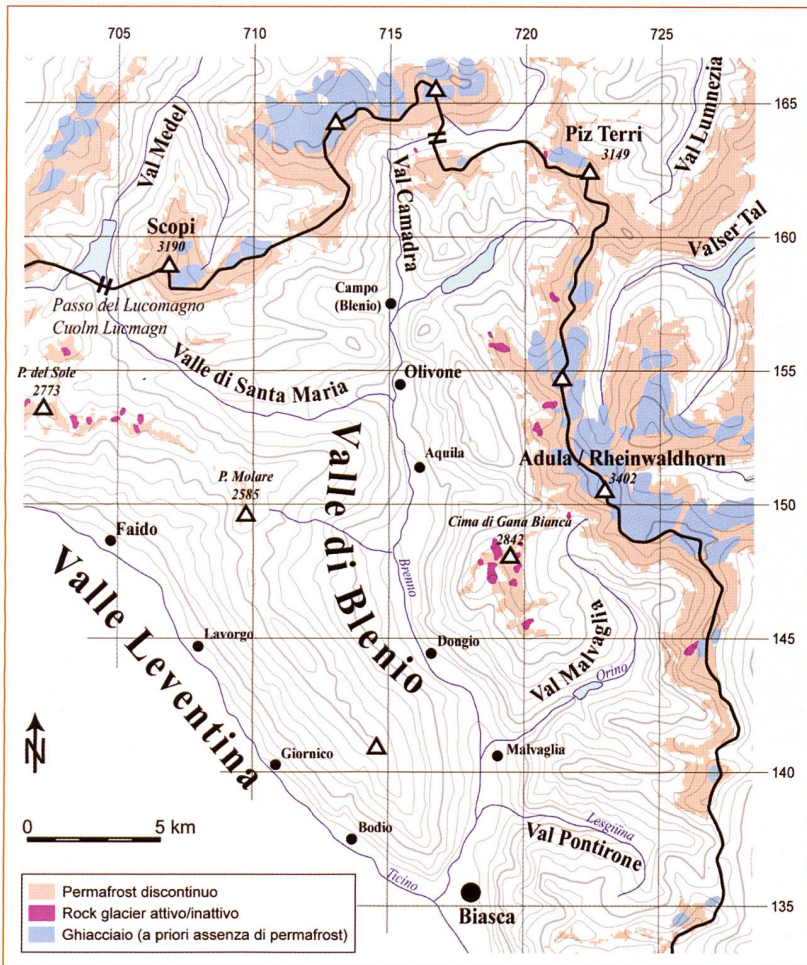 705
710
715
720
725
165
160
155
150
145
140
135
Val Medel
Val Camadra
Piz Terri
3149
Val Lumnezia
Valser Tal
Scopi
3190
Passo del Lucomagno
Cuolm Lucmagn
Campo
(Blenio)
P. del Sole
2773
Valle di Santa Maria
Olivone
Aquila
Adula / Rheinwaldhorn
3402
P. Molare
2585
Valle di Blenio
Cima di Gana Bianca
2842
Faido
Brenno
Valle Leventina
Lavorgo
Dongio
Val Malvaglia
Orino
N
Giornico
Malvaglia
0 5 km
Bodio
Ticino
Val Pontirone
Lesgiüna
Biasca
Permafrost discontinuo
Rock glacier attivo/inattivo
Ghiacciaio (a priori assenza di permafrost)